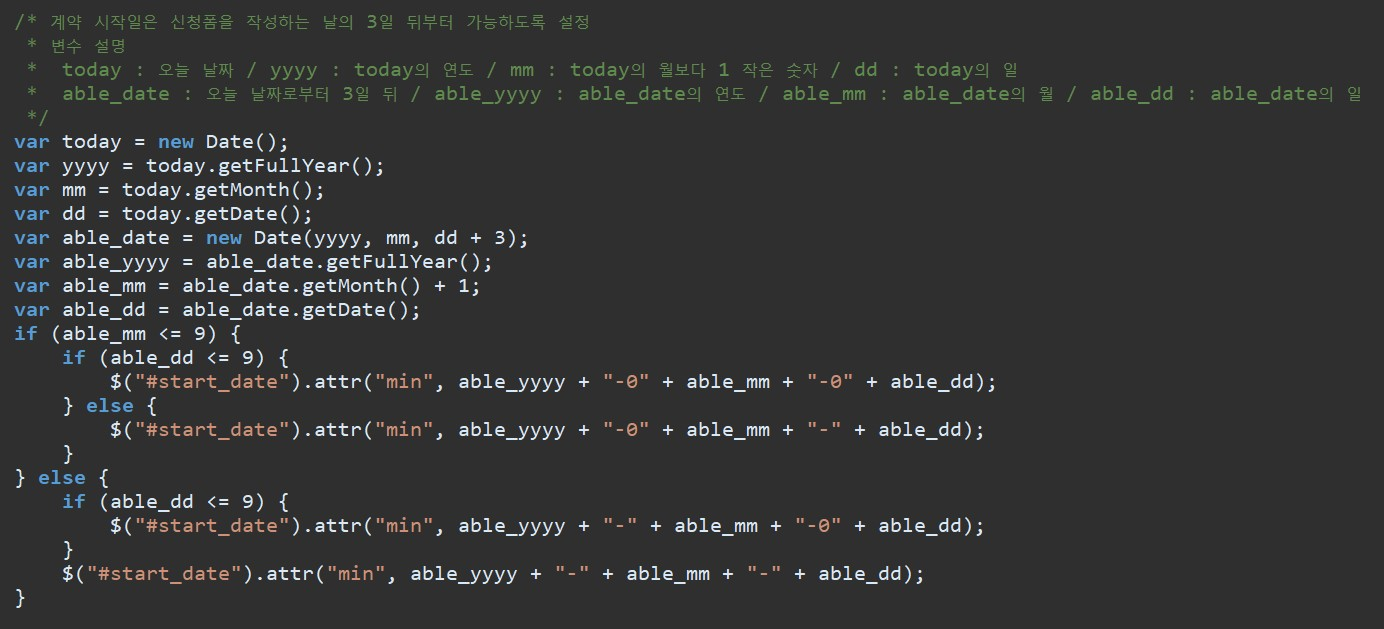 /* 계약 시작일은 신청폼을 작성하는 날의 3일 뒤부터 가능하도록 설정
 * 변수 설명
 *  today : 오늘 날짜 / yyyy : today의 연도 / mm : today의 월보다 1 작은 숫자 / dd : today의 일
 *  able_date : 오늘 날짜로부터 3일 뒤 / able_yyyy : able_date의 연도 / able_mm : able_date의 월 / able_dd : able_date의 일
 */
var today = new Date();
var yyyy = today.getFullYear();
var mm = today.getMonth();
var dd = today.getDate();
var able_date = new Date(yyyy, mm, dd + 3);
var able_yyyy = able_date.getFullYear();
var able_mm = able_date.getMonth() + 1;
var able_dd = able_date.getDate();
if (able_mm <= 9) {
    if (able_dd <= 9) {
        $("#start_date").attr("min", able_yyyy + "-0" + able_mm + "-0" + able_dd);
    } else {
        $("#start_date").attr("min", able_yyyy + "-0" + able_mm + "-" + able_dd);
    }
} else {
    if (able_dd <= 9) {
        $("#start_date").attr("min", able_yyyy + "-" + able_mm + "-0" + able_dd);
    }
    $("#start_date").attr("min", able_yyyy + "-" + able_mm + "-" + able_dd);
}